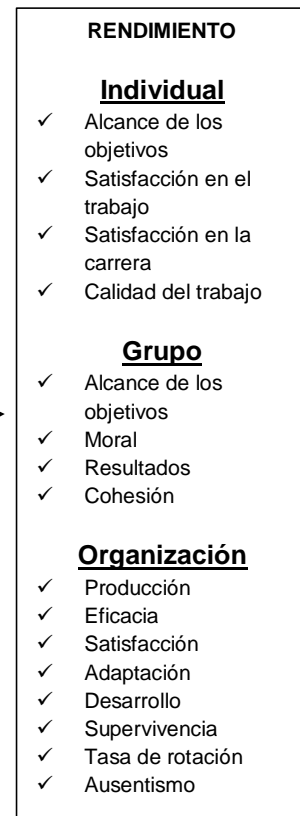 RENDIMIENTO
Individual
✓ Alcance de los
objetivos
✓ Satisfacción en el
trabajo
✓ Satisfacción en la
carrera
✓ Calidad del trabajo
Grupo
✓ Alcance de los
objetivos
✓ Moral
✓ Resultados
✓ Cohesión
Organización
✓ Producción
✓ Eficacia
✓ Satisfacción
✓ Adaptación
✓ Desarrollo
✓ Supervivencia
✓ Tasa de rotación
✓ Ausentismo